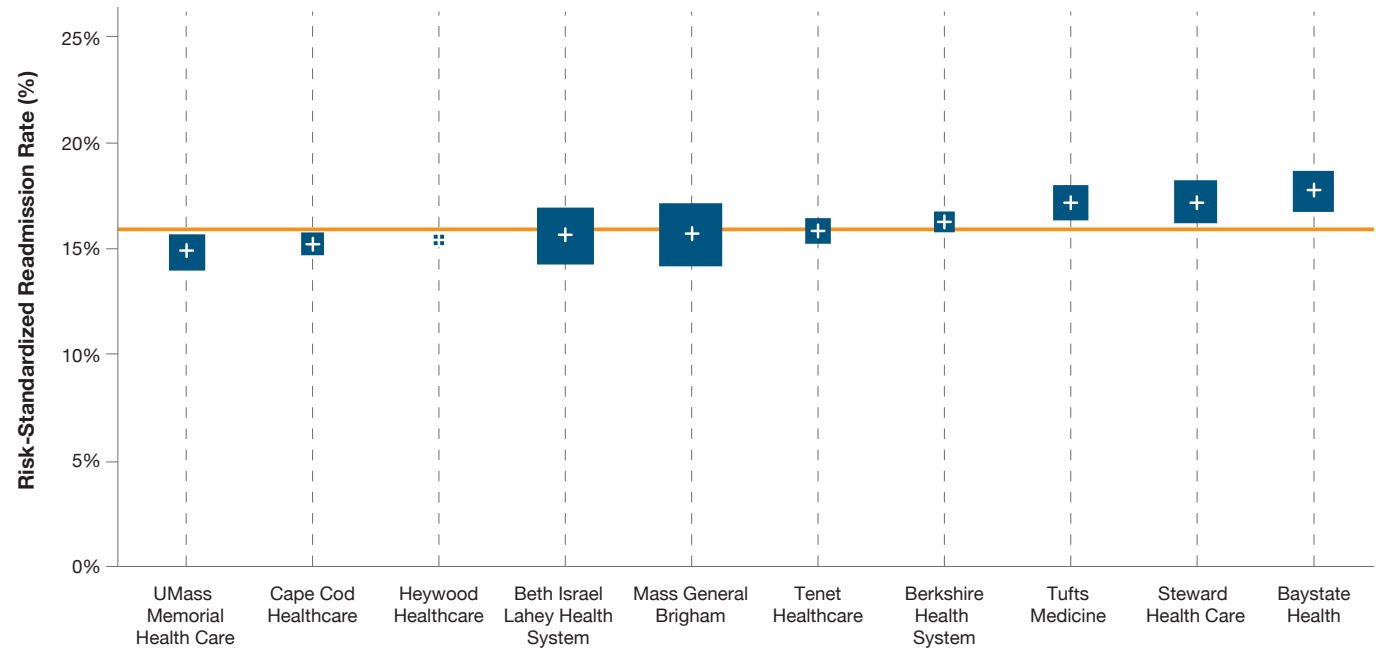 Risk-Standardized Readmission Rate (%)
25%
20%
15%
10%
5%
0%
UMass
Memorial
Health Care
Cape Cod
Healthcare
Heywood
Healthcare
Beth Israel
Lahey Health
System
Mass General
Brigham
Tenet
Healthcare
Berkshire
Health
System
Tufts
Medicine
Steward
Health Care
Baystate
Health